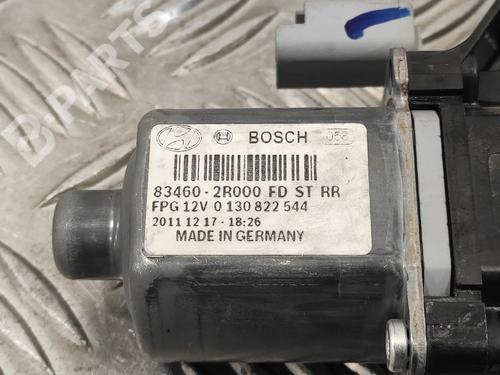 B-PARTS
BOSCH 058
83460-2R000 FD ST RR
FPG 12V 0 130 822 544
2011 12 17 - 18:26
MADE IN GERMANY